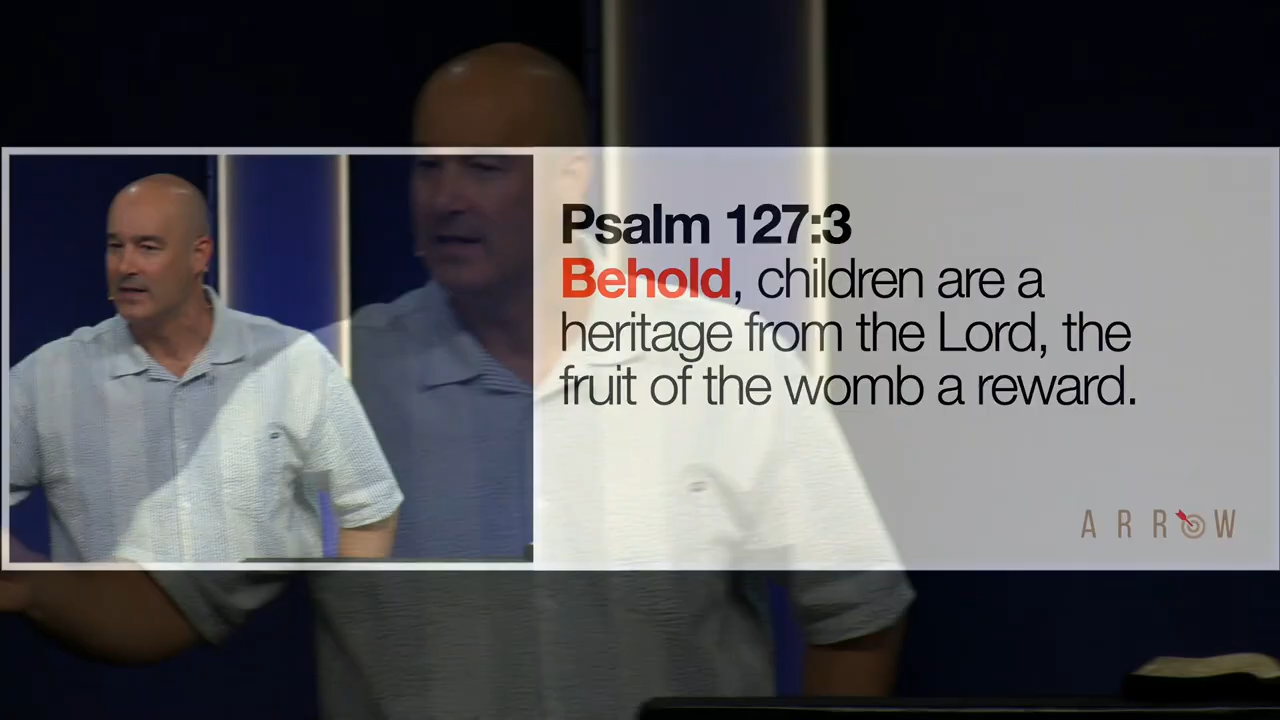 Psalm 127:3
Behold, children are a
heritage from the Lord, the
fruit of the womb a reward.
ARROW